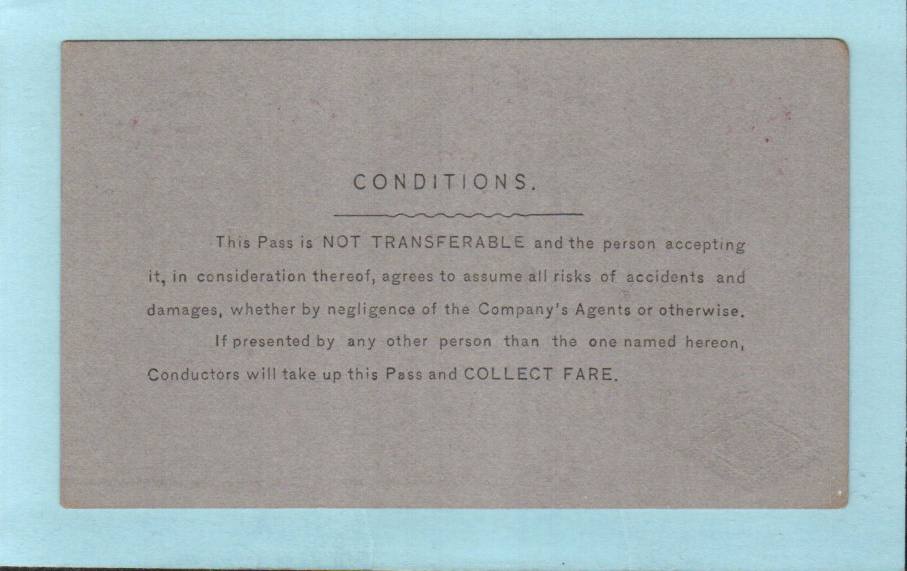 CONDITIONS.
This Pass is NOT TRANSFERABLE and the person accepting
it, in consideration thereof, agrees to assume all risks of accidents and
damages, whether by negligence of the Company's Agents or otherwise.
If presented by any other person than the one named hereon,
Conductors will take up this Pass and COLLECT FARE.